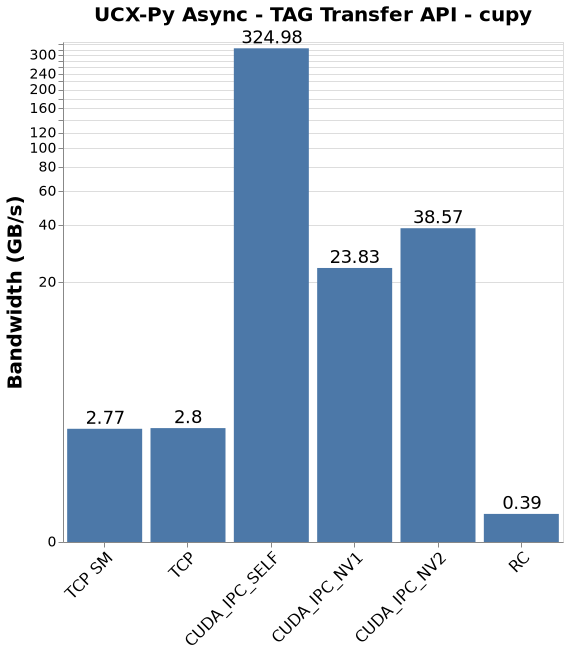 UCX-Py Async - TAG Transfer API - cupy
324.98
300
240
200
160
120
100
80
60
40
20
0
Bandwidth (GB/s)
2.77
2.8
23.83
38.57
0.39
TCP SM
TCP
CUDA_IPC_SELF
CUDA_IPC_NV1
CUDA_IPC_NV2
RC